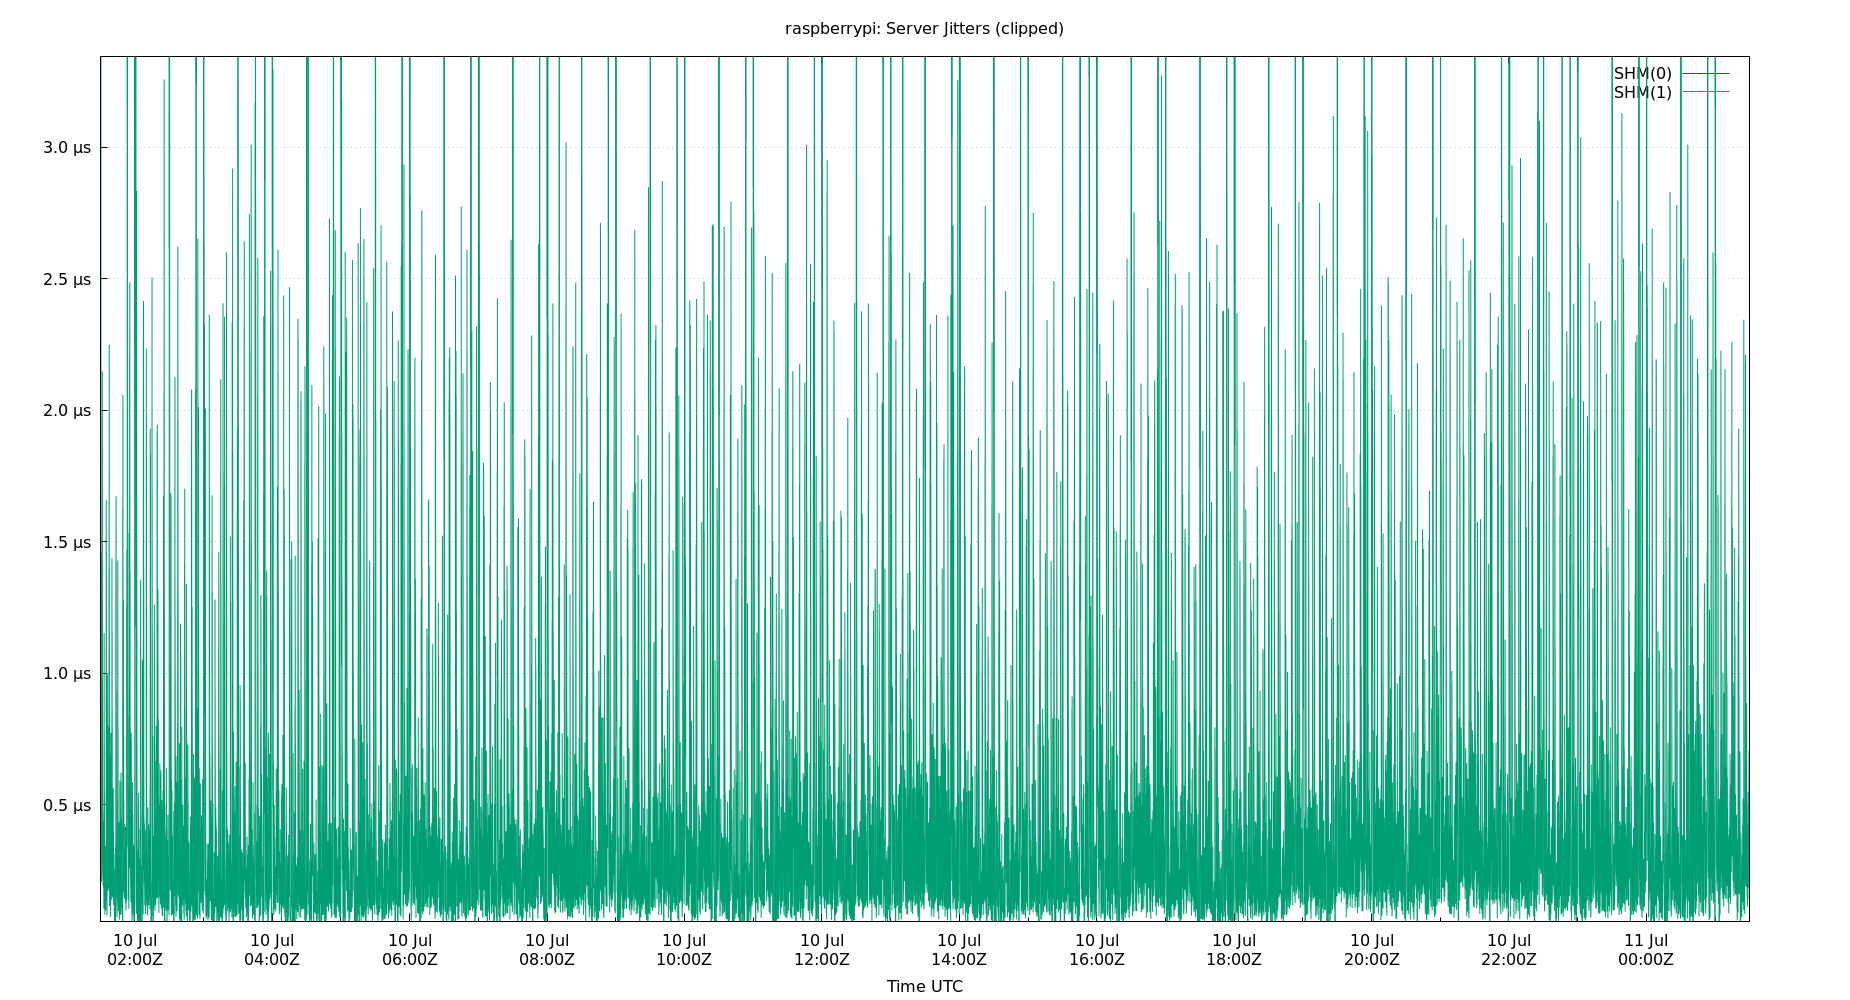 raspberrypi: Server Jitters (clipped)
SHM(0)
SHM(1)
3.0 µs
2.5 µs
2.0 µs
1.5 µs
1.0 µs
0.5 µs
10 Jul 10 Jul 10 Jul 10 Jul 10 Jul 10 Jul 10 Jul 10 Jul 10 Jul 10 Jul 10 Jul 11 Jul
02:00Z 04:00Z 06:00Z 08:00Z 10:00Z 12:00Z 14:00Z 16:00Z 18:00Z 20:00Z 22:00Z 00:00Z
Time UTC